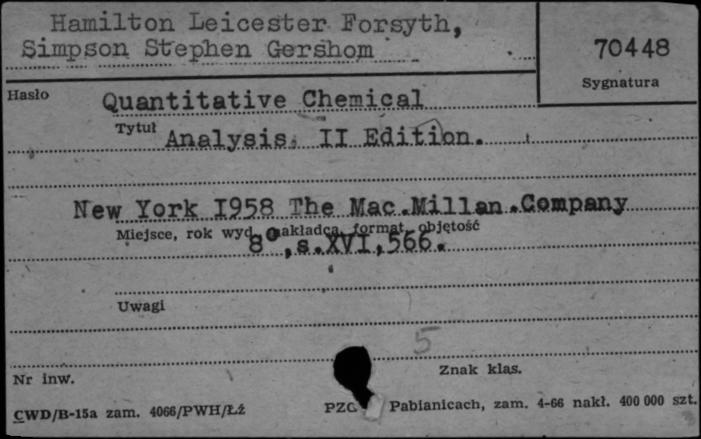 Hamilton Leicester Forsyth,
Simpson Stephen Gershom
70448
Sygnatura
Hasło
Quantitative Chemical
Tytuł
Analysis. II Edition.
New York I958 The Mac.Millan.Company
Miejsce, rok wyd., nakładca, format, objętość
8°,s.XVI,566.
Uwagi
5
Nr inw.
Znak klas.
CWD/B-15a zam. 4066/PWH/Łź
PZG Pabianicach, zam. 4-66 nakł. 400 000 szt.